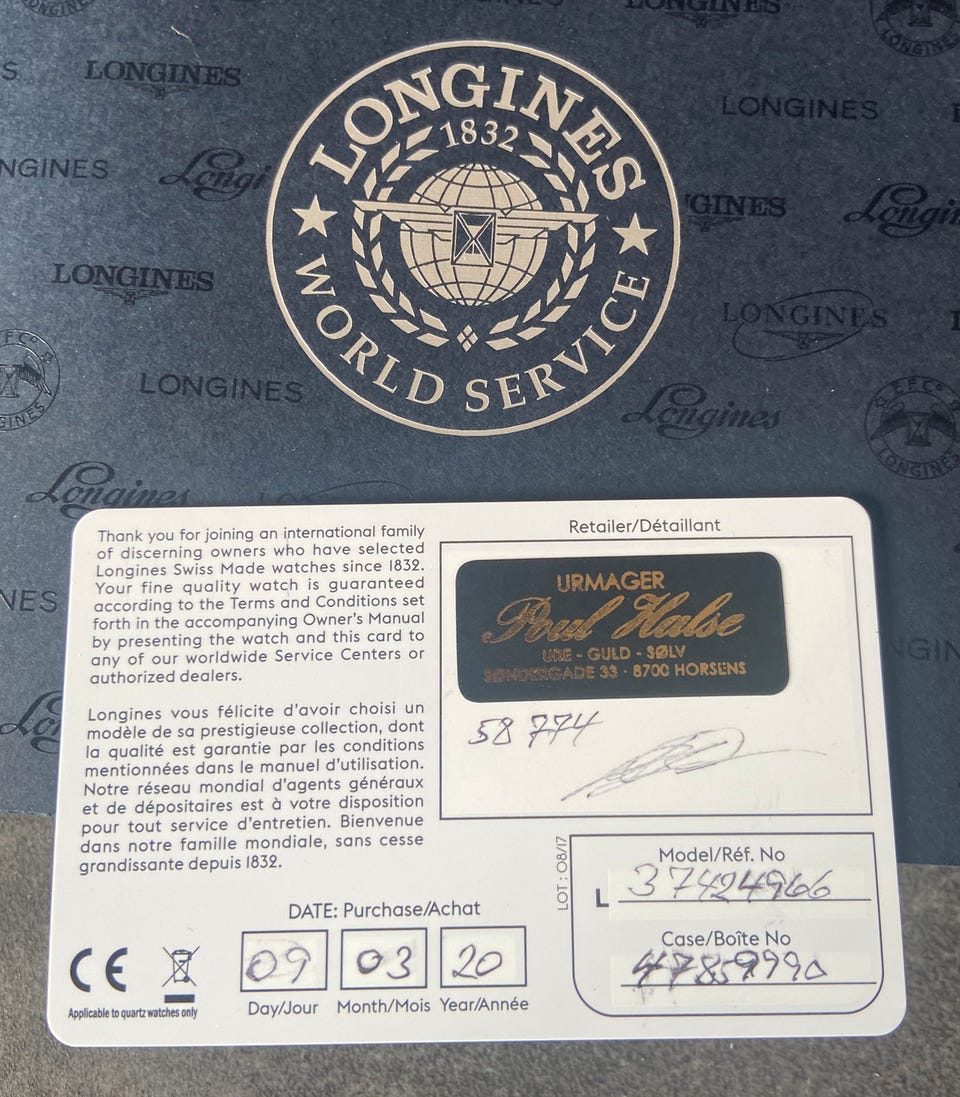 LONGINES
LONGINES
LONGINES
1832
WORLD SERVICE
LONGINES
LONGINES
LONGINES
LONGINES
LONGINES
Longines
Longines
Thank you for joining an international family
of discerning owners who have selected
Longines Swiss Made watches since 1832.
Your fine quality watch is guaranteed
according to the Terms and Conditions set
forth in the accompanying Owner's Manual
by presenting the watch and this card to
any of our worldwide Service Centers or
authorized dealers.
Longines vous félicite d'avoir choisi un
modèle de sa prestigieuse collection, dont
la qualité est garantie par les conditions
mentionnées dans le manuel d'utilisation.
Notre réseau mondial d'agents généraux
et de dépositaires est à votre disposition
pour tout service d'entretien. Bienvenue
dans notre famille mondiale, sans cesse
grandissante depuis 1832.
Retailer/Détaillant
URMAGER
Poul Halse
URE - GULD - SØLV
SØNDERGADE 33 · 8700 HORSENS
58 774
LOT : 08/17
Model/Réf. No
L 37424966
Case/Boîte No
DATE: Purchase/Achat
09 03 20
Day/Jour Month/Mois Year/Année
CE
Applicable to quartz watches only